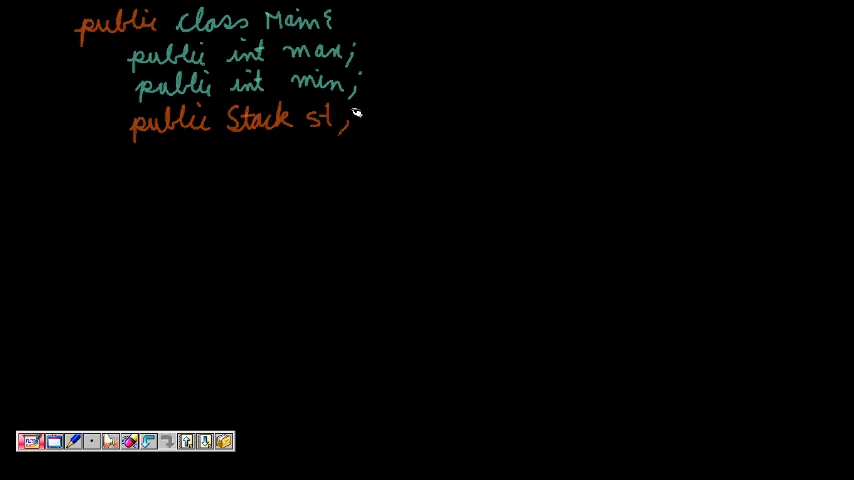 public class Main{
public int max;
public int min;
public Stack st;